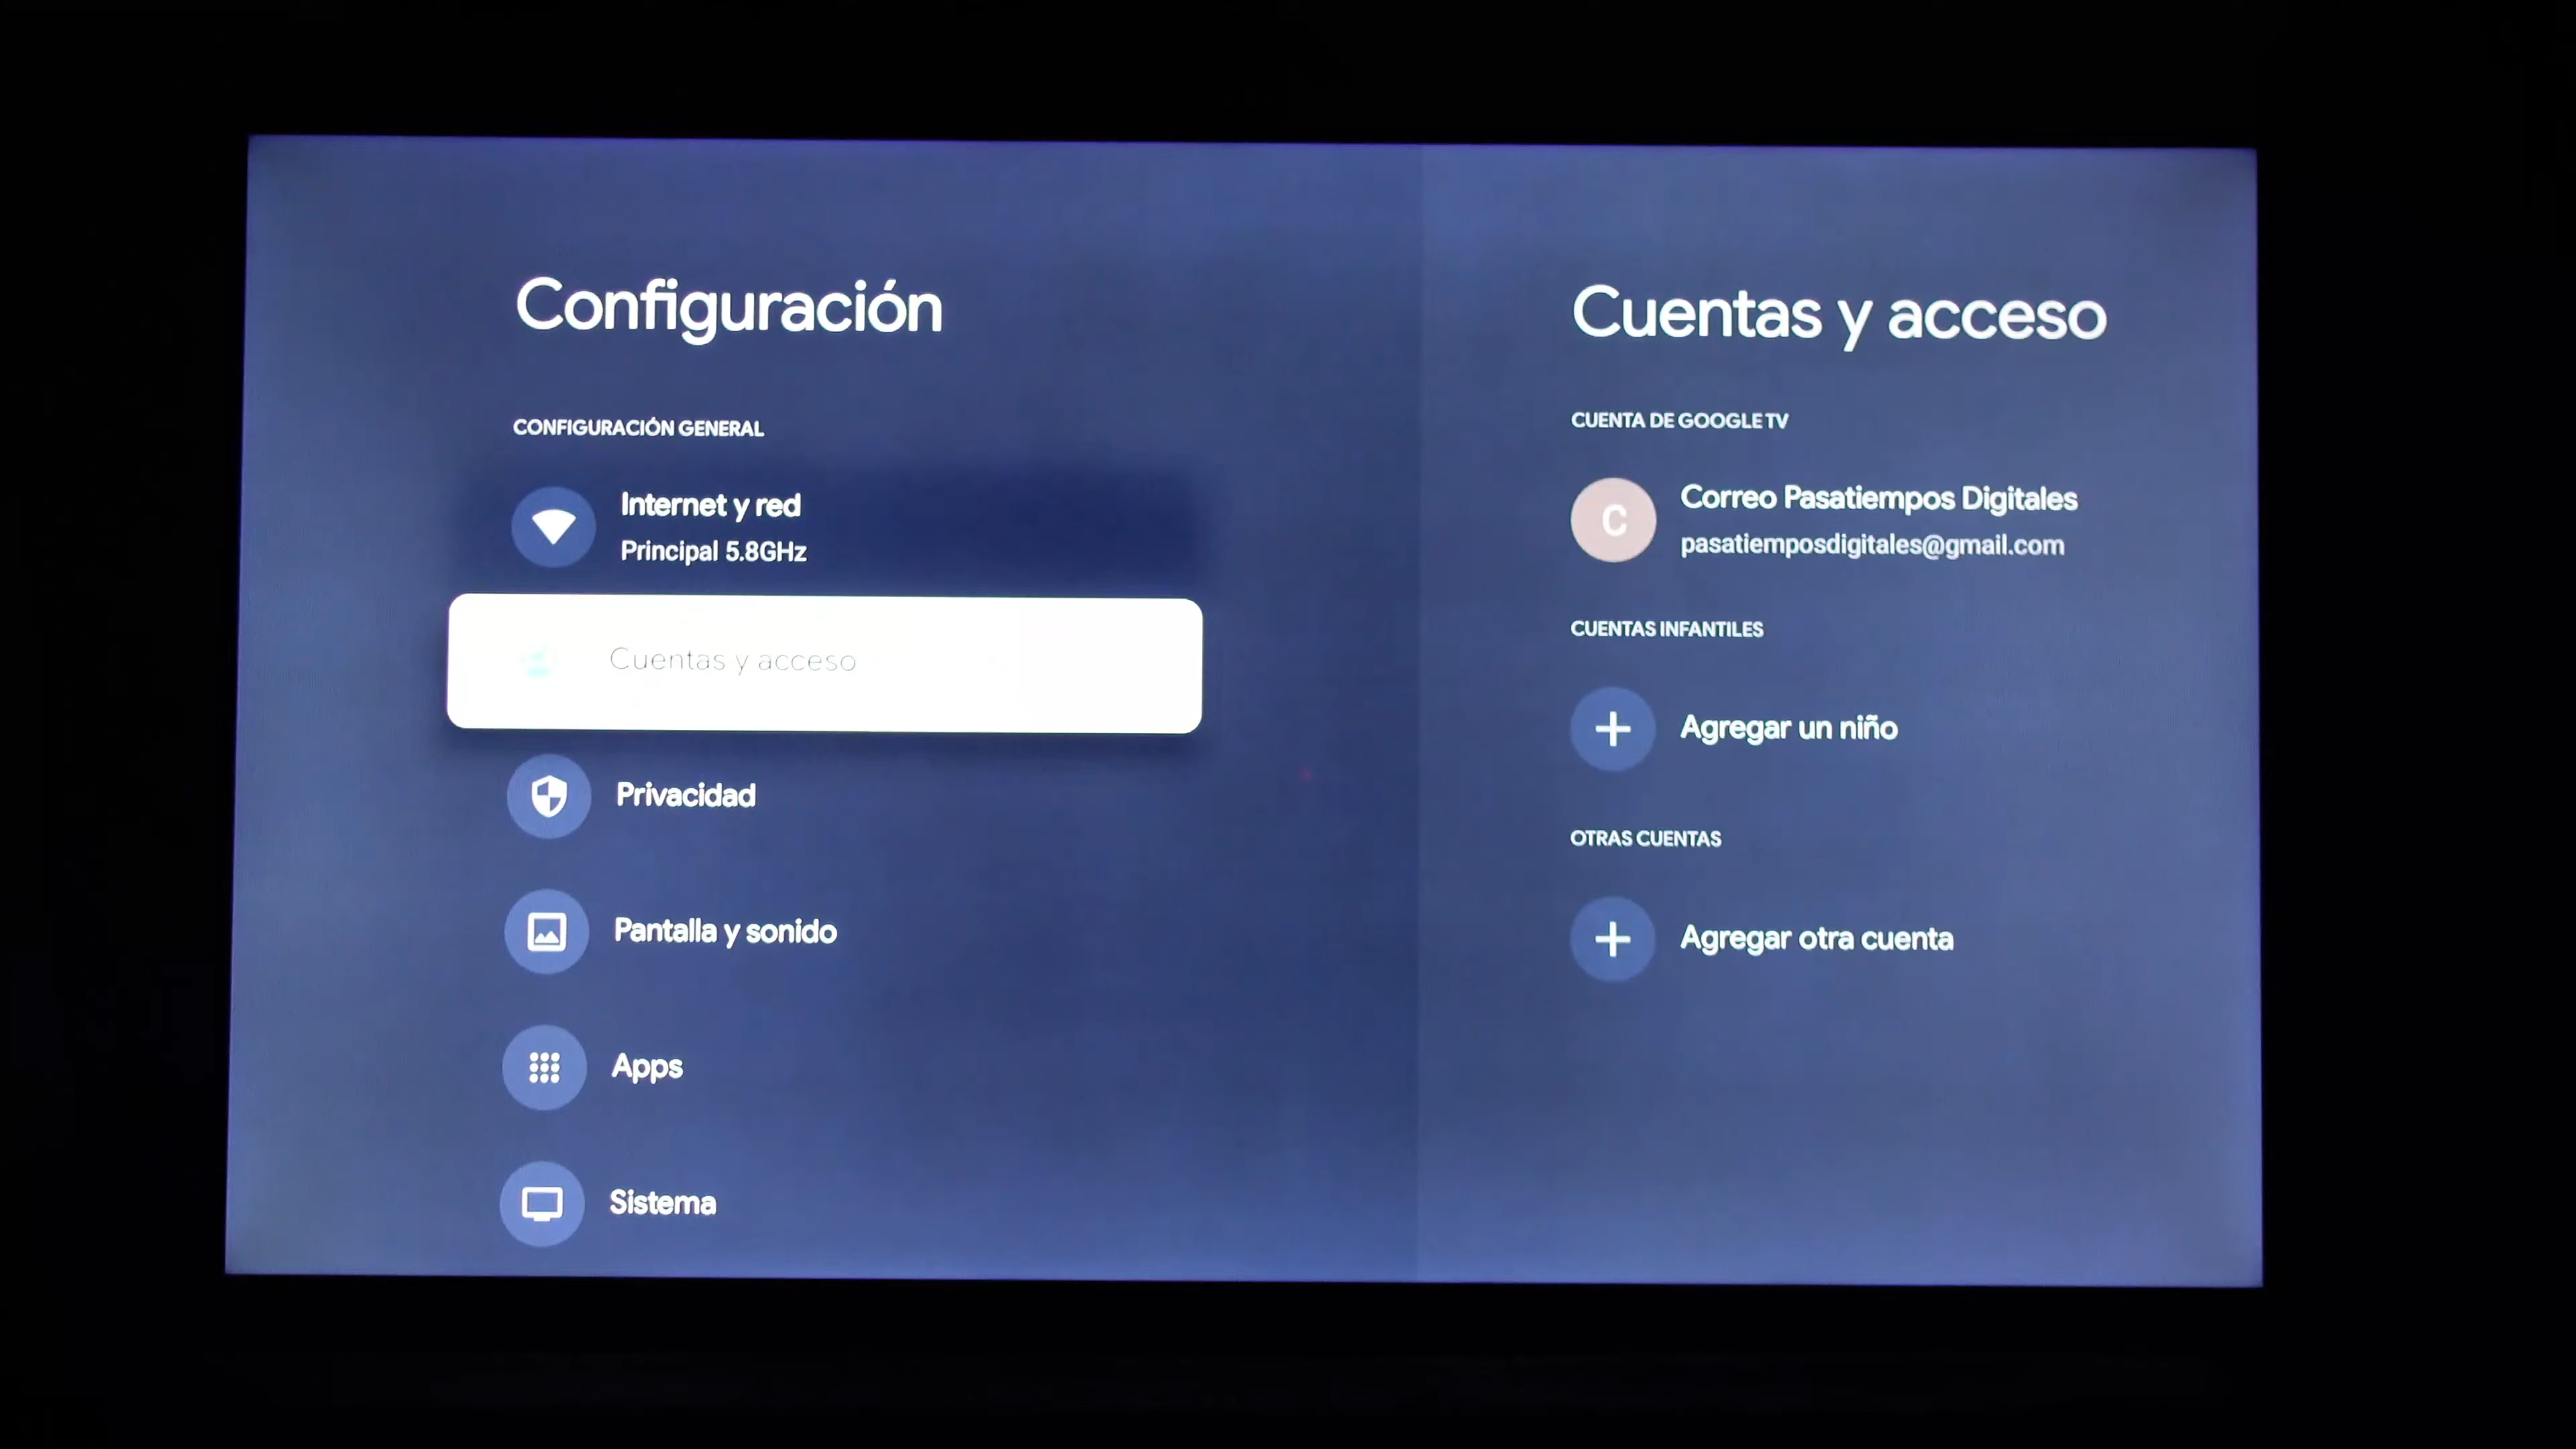 Configuración
CONFIGURACIÓN GENERAL
Internet y red
Principal 5.8GHz
Cuentas y acceso
Privacidad
Pantalla y sonido
Apps
Sistema
Cuentas y acceso
CUENTA DE GOOGLE TV
C
Correo Pasatiempos Digitales
pasatiemposdigitales@gmail.com
CUENTAS INFANTILES
Agregar un niño
OTRAS CUENTAS
Agregar otra cuenta